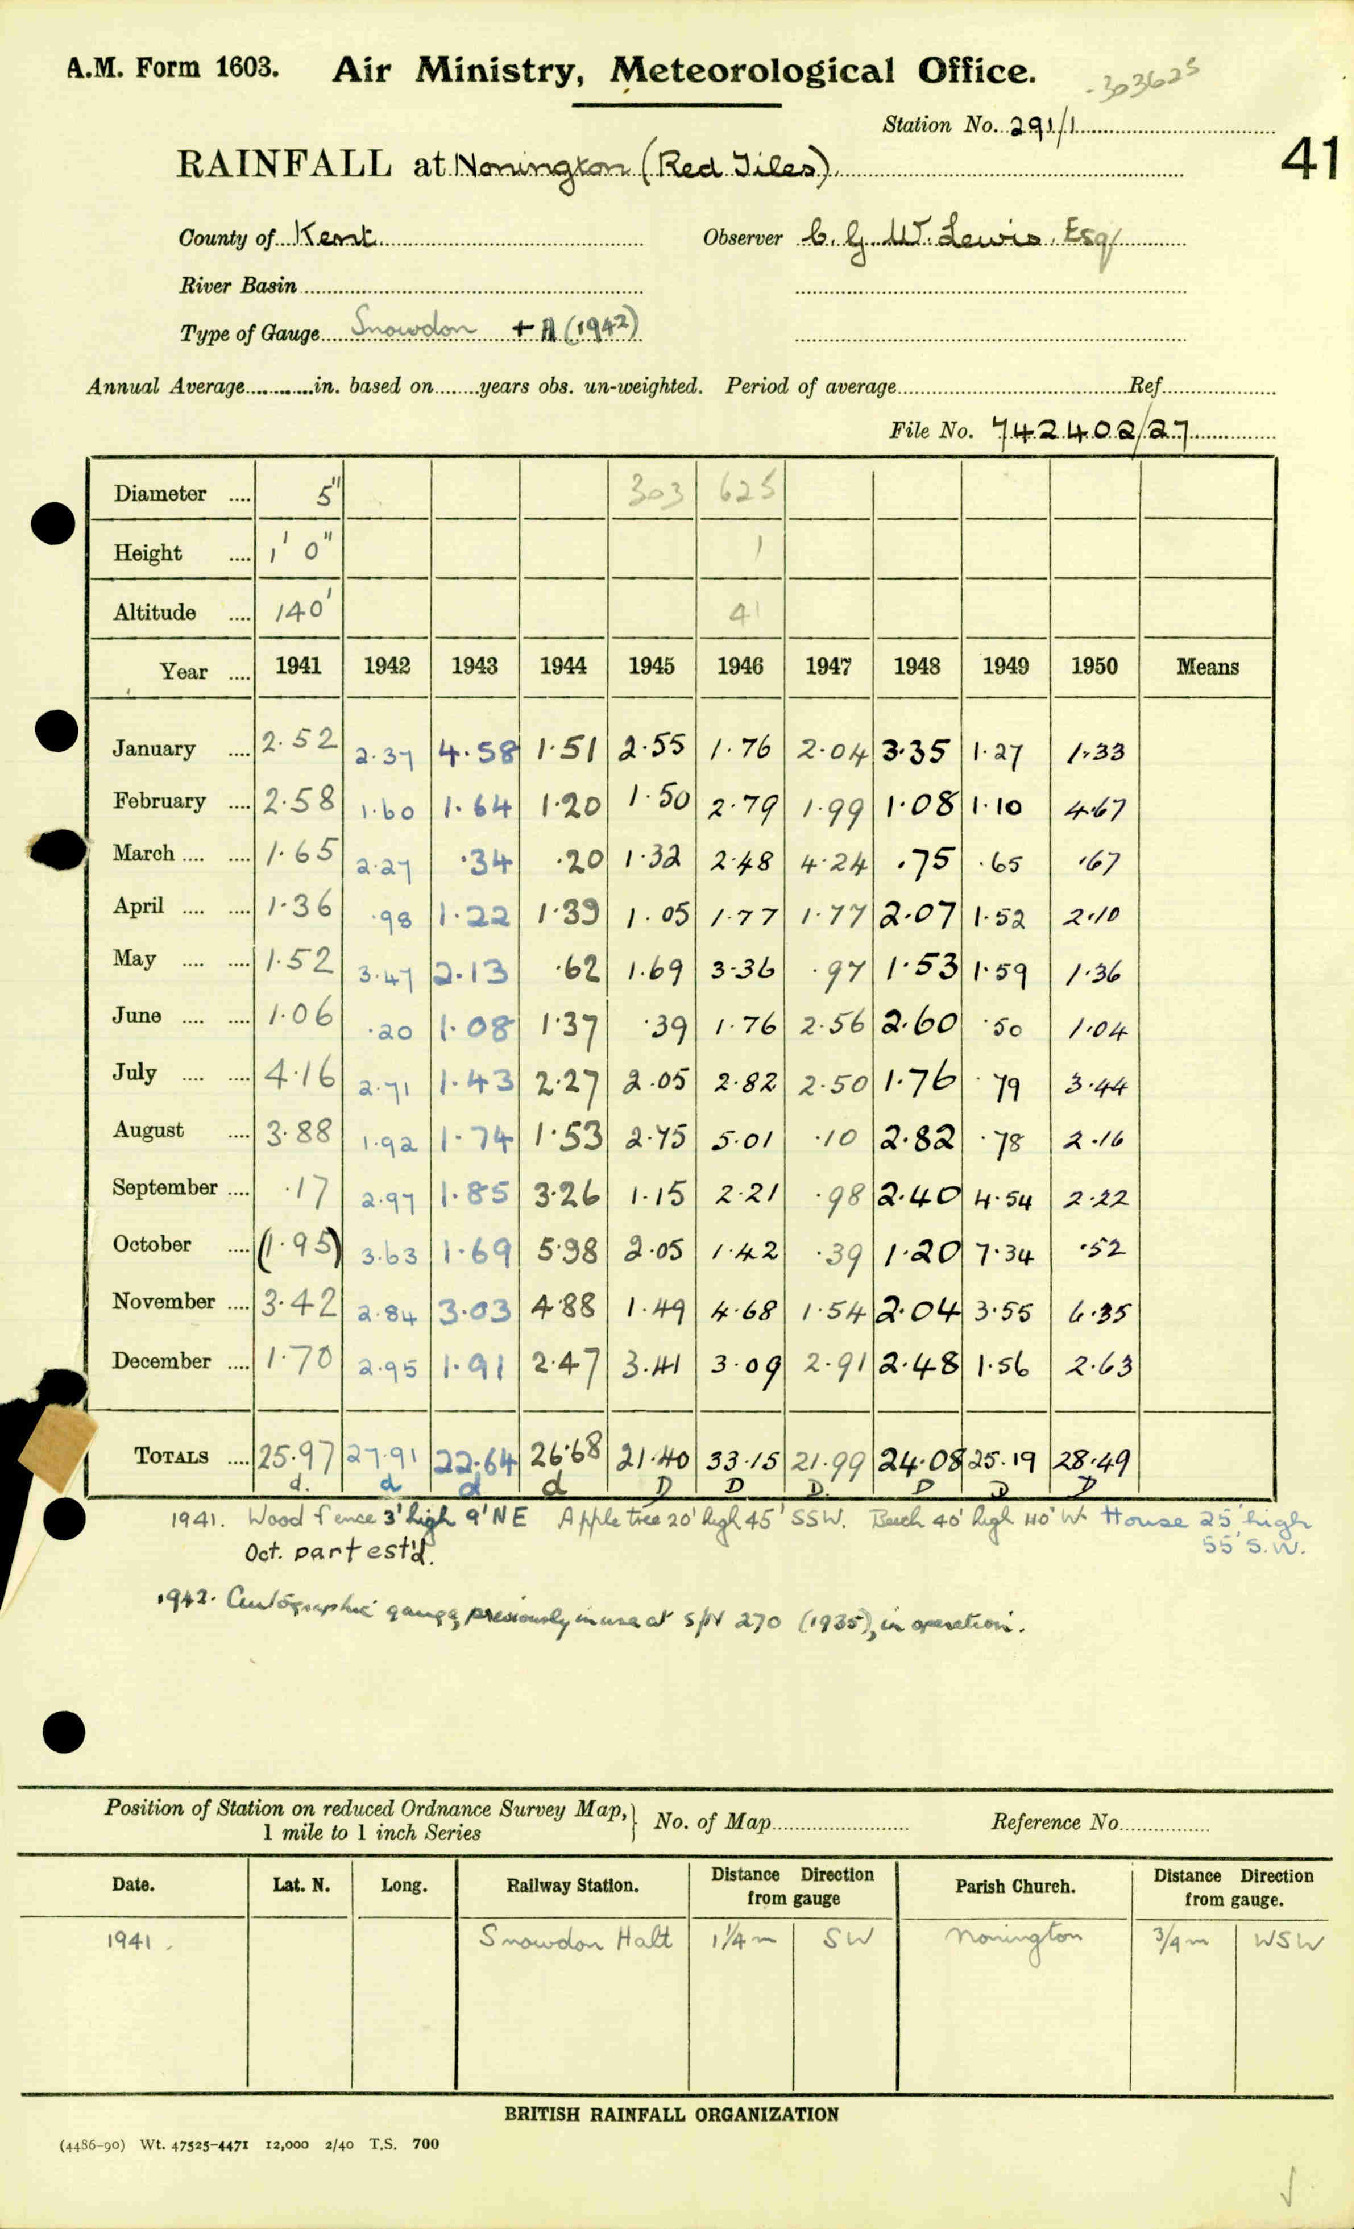 A.M. Form 1603. Air Ministry, Meteorological Office. 303625
Station No. 291/1
41
RAINFALL at Nonington (Red Tiles).
County of Kent Observer C. G. W. Lewis, Esq
River Basin
Type of Gauge Snowdon + A (1942)
Annual Average............in. based on........years obs. un-weighted. Period of average Ref
File No. 742402/27
Diameter .... 5" 303 625
Height .... 1' 0" 1
Altitude .... 140' 41
Year .... 1941 1942 1943 1944 1945 1946 1947 1948 1949 1950 Means
January .... 2.52 2.37 4.58 1.51 2.55 1.76 2.04 3.35 1.27 1.33
February .... 2.58 1.60 1.64 1.20 1.50 2.79 1.99 1.08 1.10 4.67
March .... .... 1.65 2.27 .34 .20 1.32 2.48 4.24 .75 .65 .67
April .... .... 1.36 .98 1.22 1.39 1.05 1.77 1.77 2.07 1.52 2.10
May .... .... 1.52 3.47 2.13 .62 1.69 3.36 .97 1.53 1.59 1.36
June .... .... 1.06 .20 1.08 1.37 .39 1.76 2.56 2.60 .50 1.04
July .... .... 4.16 2.71 1.43 2.27 2.05 2.82 2.50 1.76 .79 3.44
August .... 3.88 1.92 1.74 1.53 2.75 5.01 .10 2.82 .78 2.16
September .... .17 2.97 1.85 3.26 1.15 2.21 .98 2.40 4.54 2.22
October .... (1.95) 3.63 1.69 5.98 2.05 1.42 .39 1.20 7.34 .52
November .... 3.42 2.84 3.03 4.88 1.49 4.68 1.54 2.04 3.55 6.35
December .... 1.70 2.95 1.91 2.47 3.41 3.09 2.91 2.48 1.56 2.63
TOTALS .... 25.97 27.91 22.64 26.68 21.40 33.15 21.99 24.08 25.19 28.49
d. d d d D D D. D D D
1941. Wood fence 3' high 9' NE Apple tree 20' high 45' SSW. Beech 40' high 110' W. House 25' high
55' S.W.
Oct. part est'd.
1942. Autographic gauge, previously in use at s/n 270 (1935), in operation.
Position of Station on reduced Ordnance Survey Map,} No. of Map Reference No
1 mile to 1 inch Series
Date. Lat. N. Long. Railway Station. Distance Direction from gauge Parish Church. Distance Direction from gauge.
1941. Snowdon Halt 1 1/4 m SW Nonington 3/4 m WSW
BRITISH RAINFALL ORGANIZATION
(4486-90) Wt. 47525-4471 12,000 2/40 T.S. 700